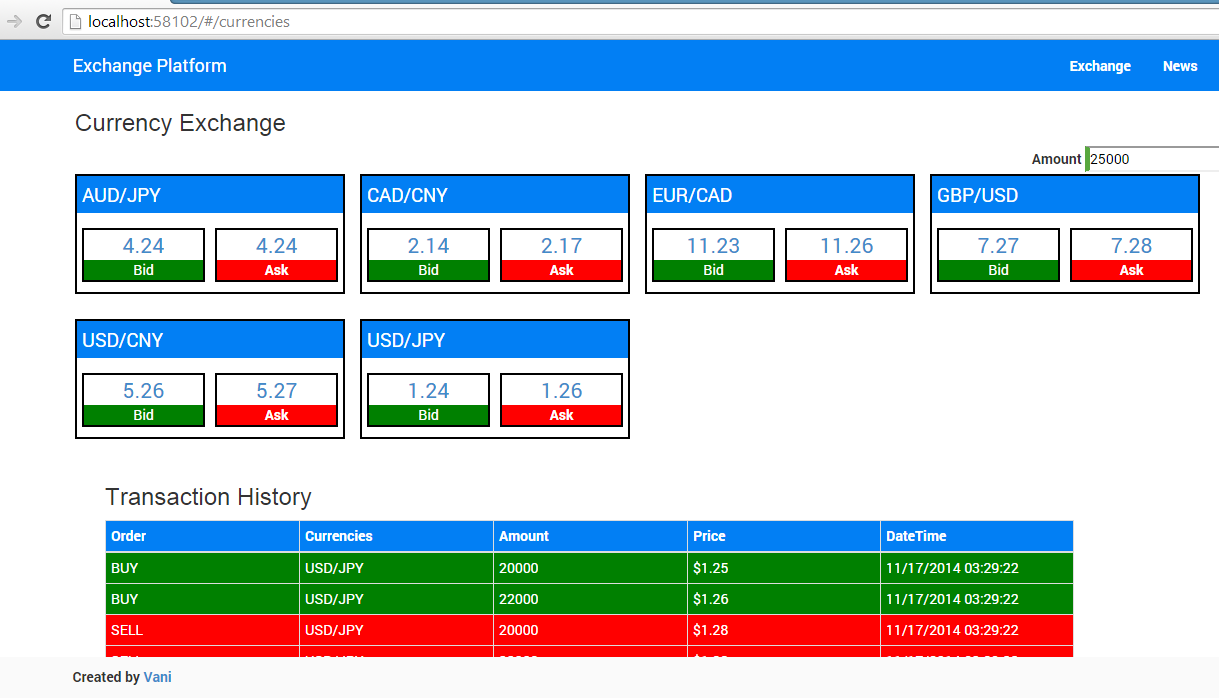 localhost:58102/#/currencies
Exchange Platform Exchange News
Currency Exchange
Amount 25000
AUD/JPY CAD/CNY EUR/CAD GBP/USD
4.24 4.24 2.14 2.17 11.23 11.26 7.27 7.28
Bid Ask Bid Ask Bid Ask Bid Ask
USD/CNY USD/JPY
5.26 5.27 1.24 1.26
Bid Ask Bid Ask
Transaction History
Order Currencies Amount Price DateTime
BUY USD/JPY 20000 $1.25 11/17/2014 03:29:22
BUY USD/JPY 22000 $1.26 11/17/2014 03:29:22
SELL USD/JPY 20000 $1.28 11/17/2014 03:29:22
Created by Vani